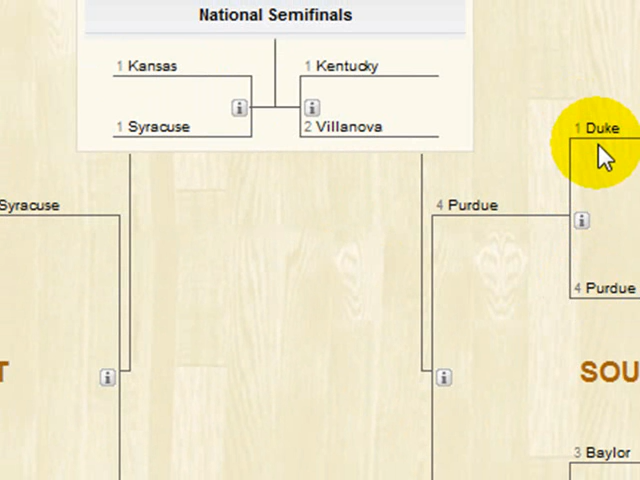 National Semifinals
1 Kansas
1 Kentucky
1 Syracuse
2 Villanova
1 Duke
Syracuse
4 Purdue
4 Purdue
T
SOU
3 Baylor